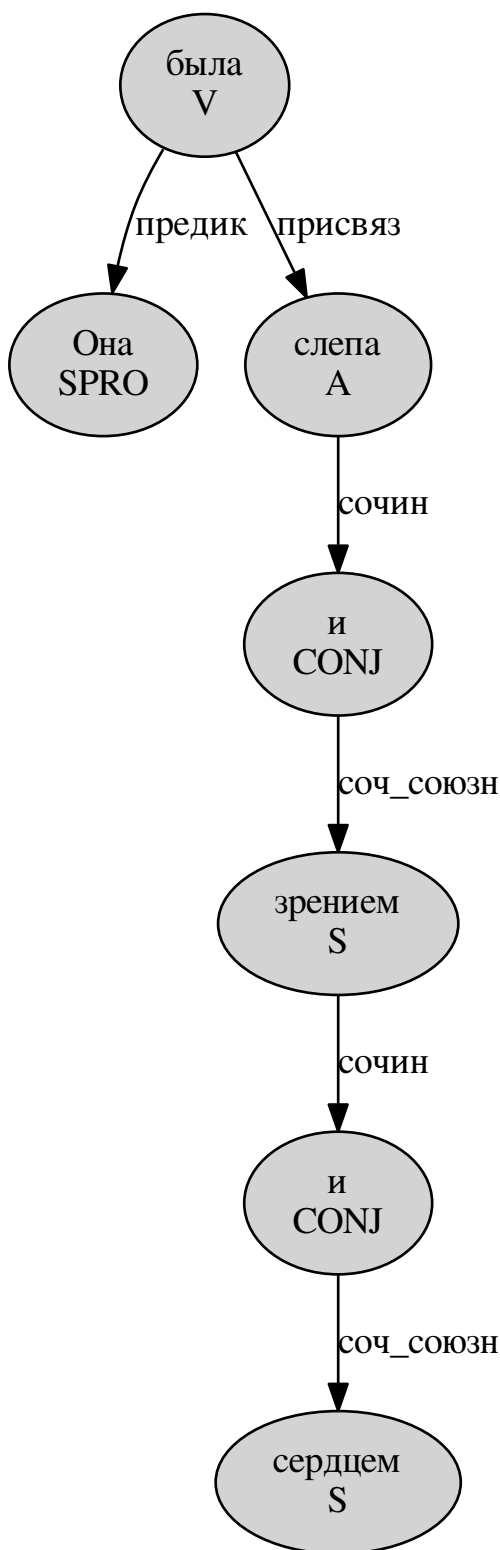 была
V
предик
присвяз
Она
SPRO
слепа
A
сочин
и
CONJ
соч_союзн
зрением
S
сочин
и
CONJ
соч_союзн
сердцем
S